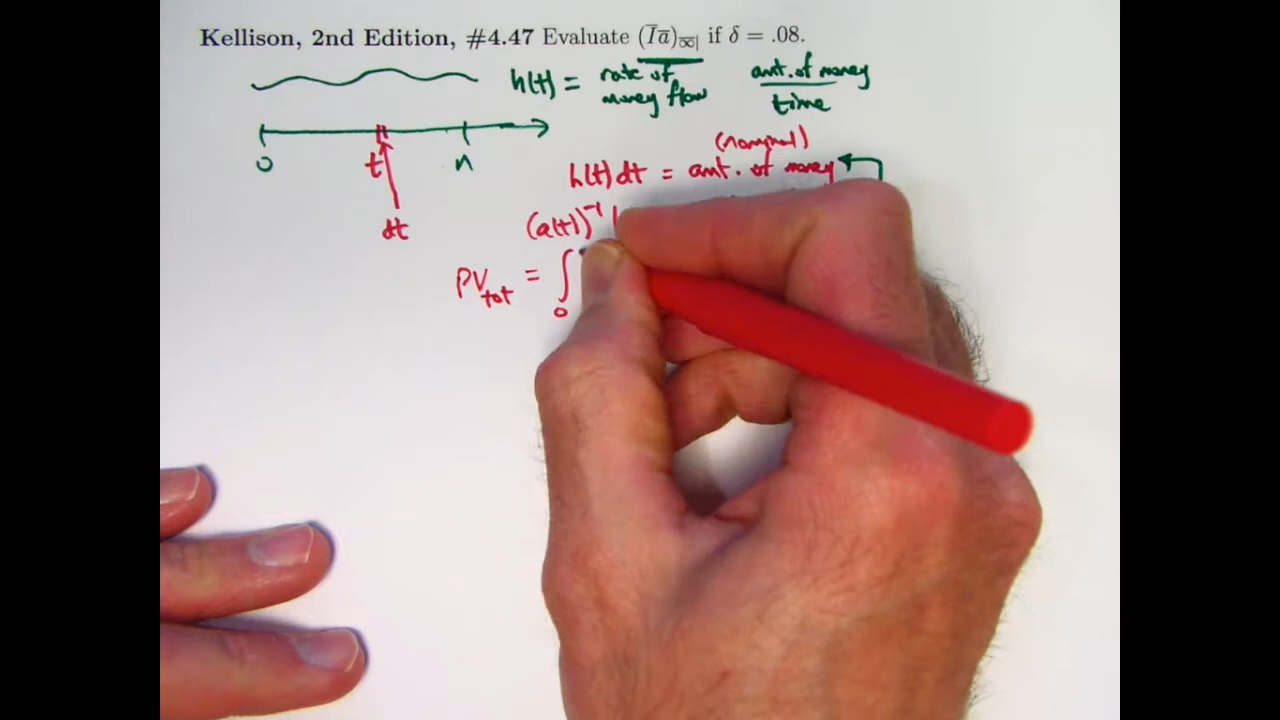 Kellison, 2nd Edition, #4.47 Evaluate (I̅a̅)∞̅| if δ = .08.
h(t) = rate of money flow
amt. of money / time
0 t n
dt
(nominal)
h(t) dt = amt. of money
(a(t))⁻¹
PVtot = ∫0